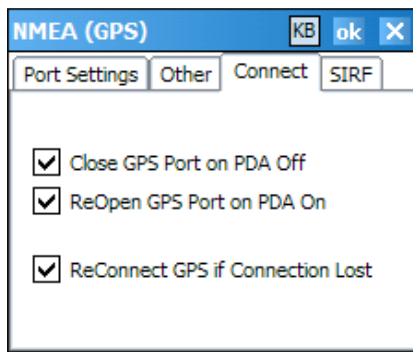 NMEA (GPS) KB ok
Port Settings Other Connect SIRF
Close GPS Port on PDA Off
ReOpen GPS Port on PDA On
ReConnect GPS if Connection Lost